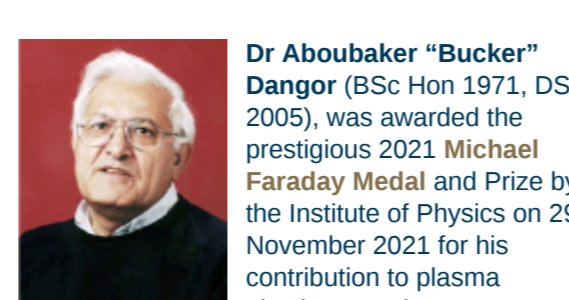 Dr Aboubaker “Bucker”
Dangor (BSc Hon 1971, DS
2005), was awarded the
prestigious 2021 Michael
Faraday Medal and Prize by
the Institute of Physics on 29
November 2021 for his
contribution to plasma